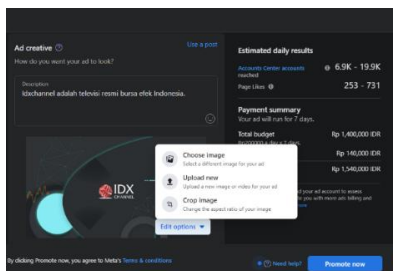 Ad creative
Use a post
How do you want your ad to look?
Description
Idxchannel adalah televisi resmi bursa efek Indonesia.
IDX
CHANNEL
Choose image
Select a different image for your ad
Upload new
Upload a new image or video for your ad
Crop image
Change the aspect ratio of your image
Edit options
By clicking Promote now, you agree to Meta's Terms & conditions
Estimated daily results
Accounts Center accounts reached
6.9K - 19.9K
Page Likes
253 - 731
Payment summary
Your ad will run for 7 days.
Total budget
Rp 1,400,000 IDR
Rp200000 a day x 7 days
Rp 140,000 IDR
Rp 1,540,000 IDR
Need help?
Promote now